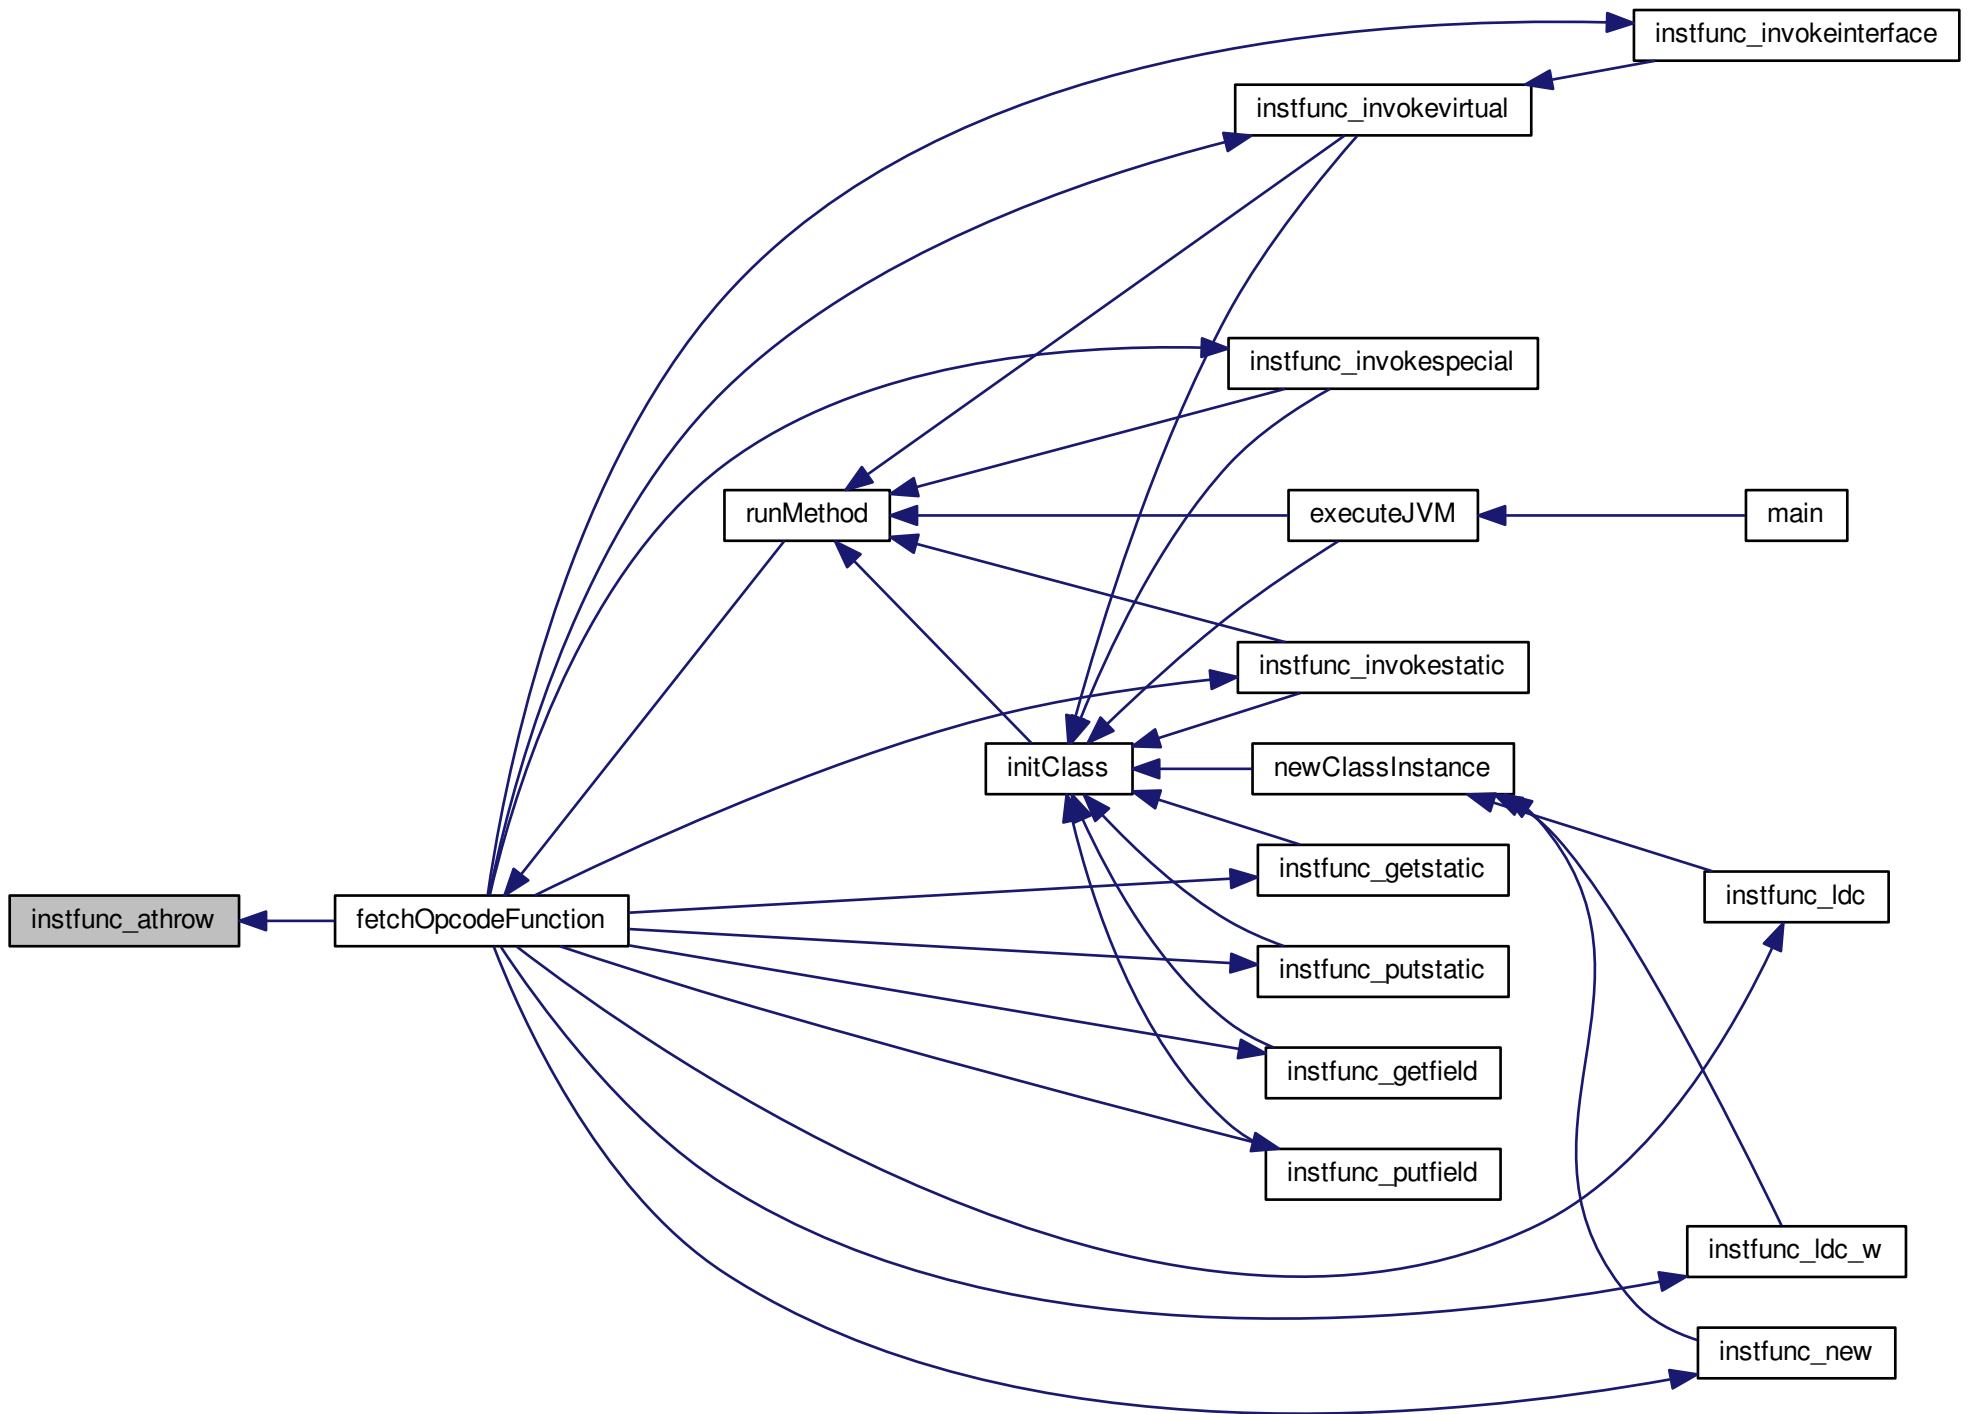 instfunc_invokeinterface
instfunc_invokevirtual
instfunc_invokespecial
runMethod
executeJVM
main
instfunc_invokestatic
initClass
newClassInstance
instfunc_getstatic
instfunc_ldc
instfunc_athrow
fetchOpcodeFunction
instfunc_putstatic
instfunc_getfield
instfunc_putfield
instfunc_ldc_w
instfunc_new